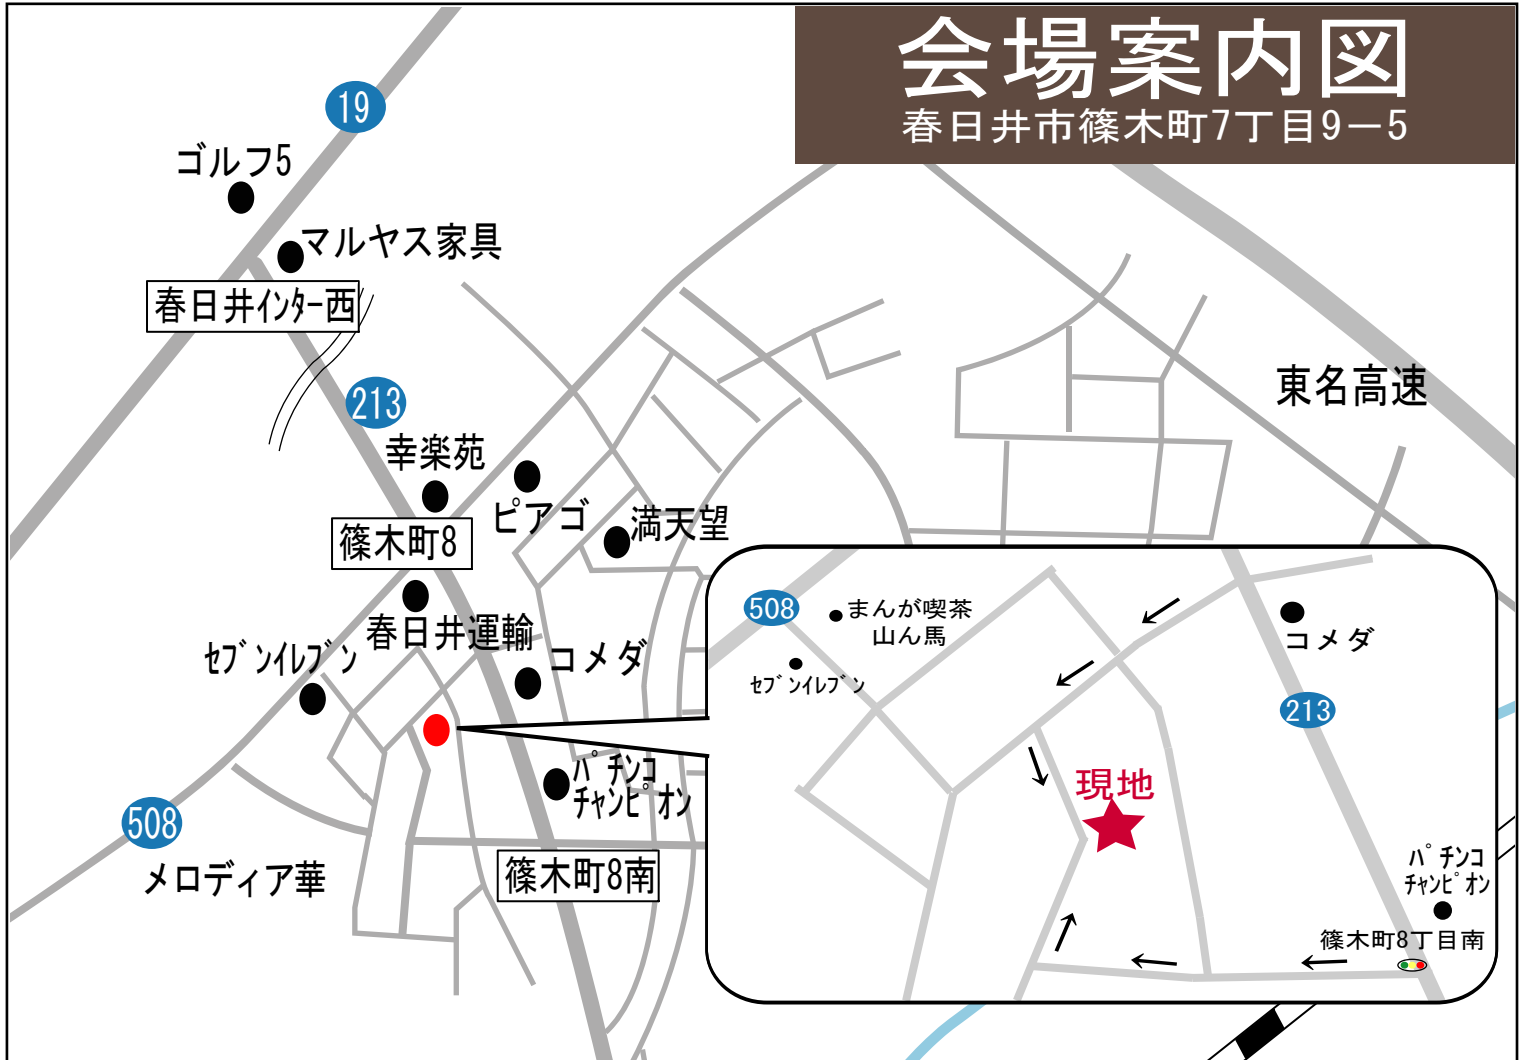 会場案内図
春日井市篠木町7丁目9−5
19
ゴルフ5
マルヤス家具
春日井インター西
213
東名高速
幸楽苑
ピアゴ
満天望
篠木町8
春日井運輸
セブンイレブン
コメダ
パチンコ
チャンピオン
508
メロディア華
篠木町8南
508
まんが喫茶
山ん馬
セブンイレブン
コメダ
213
現地
パチンコ
チャンピオン
篠木町8丁目南